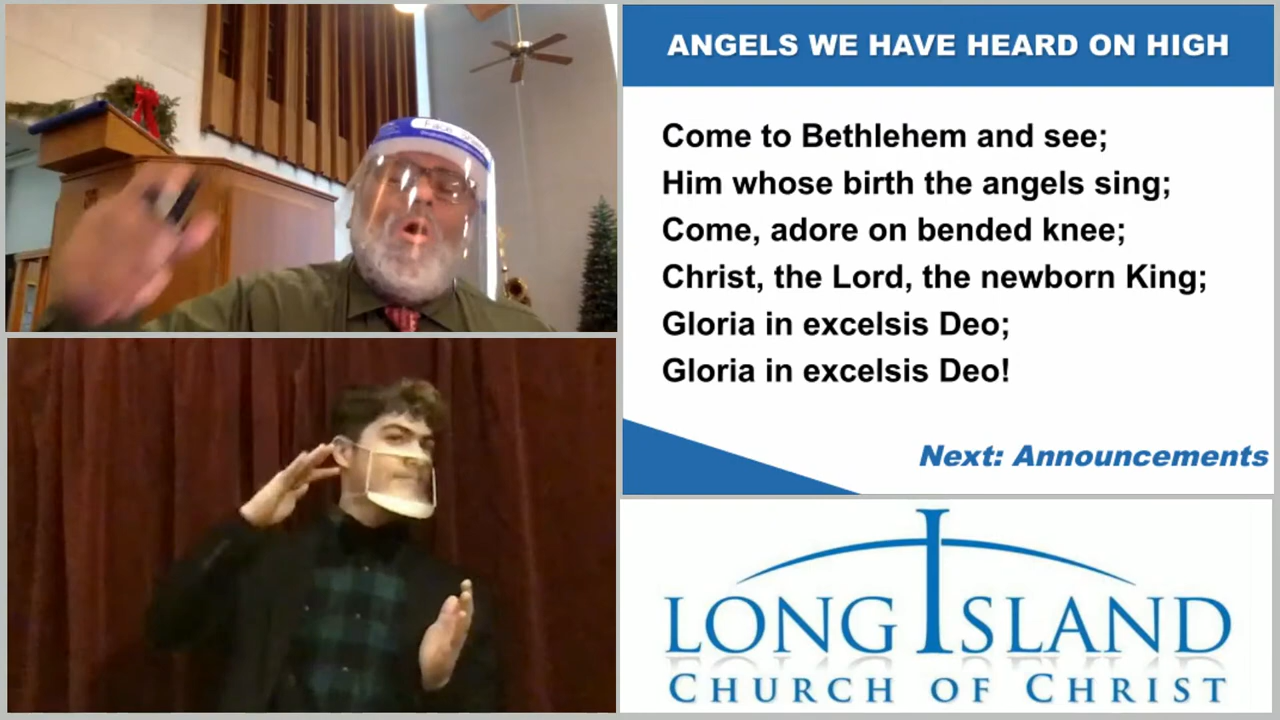 Face Shield
ANGELS WE HAVE HEARD ON HIGH
Come to Bethlehem and see;
Him whose birth the angels sing;
Come, adore on bended knee;
Christ, the Lord, the newborn King;
Gloria in excelsis Deo;
Gloria in excelsis Deo!
Next: Announcements
LONG ISLAND
CHURCH OF CHRIST